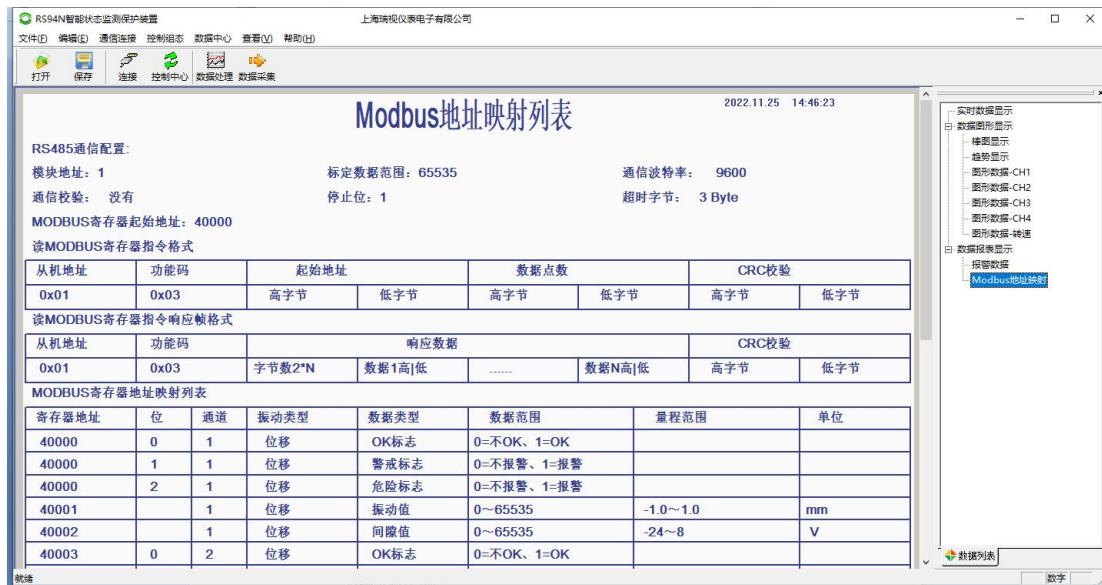 RS94N智能状态监测保护装置 上海瑞视仪表电子有限公司
文件(F) 编辑(E) 通信连接 控制组态 数据中心 查看(V) 帮助(H)
打开 保存 连接 控制中心 数据处理 数据采集
Modbus地址映射列表 2022.11.25 14:46:23
RS485通信配置:
模块地址: 1 标定数据范围: 65535 通信波特率: 9600
通信校验: 没有 停止位: 1 超时字节: 3 Byte
MODBUS寄存器起始地址: 40000
读MODBUS寄存器指令格式
从机地址 功能码 起始地址 数据点数 CRC校验
0x01 0x03 高字节 低字节 高字节 低字节 高字节 低字节
读MODBUS寄存器指令响应帧格式
从机地址 功能码 响应数据 CRC校验
0x01 0x03 字节数2*N 数据1高|低 ...... 数据N高|低 高字节 低字节
MODBUS寄存器地址映射列表
寄存器地址 位 通道 振动类型 数据类型 数据范围 量程范围 单位
40000 0 1 位移 OK标志 0=不OK、1=OK
40000 1 1 位移 警戒标志 0=不报警、1=报警
40000 2 1 位移 危险标志 0=不报警、1=报警
40001 1 位移 振动值 0～65535 -1.0～1.0 mm
40002 1 位移 间隙值 0～65535 -24～8 V
40003 0 2 位移 OK标志 0=不OK、1=OK
实时数据显示
数据图形显示
棒图显示
趋势显示
图形数据-CH1
图形数据-CH2
图形数据-CH3
图形数据-CH4
图形数据-转速
数据报表显示
报警数据
Modbus地址映射
数据列表
就绪 数字